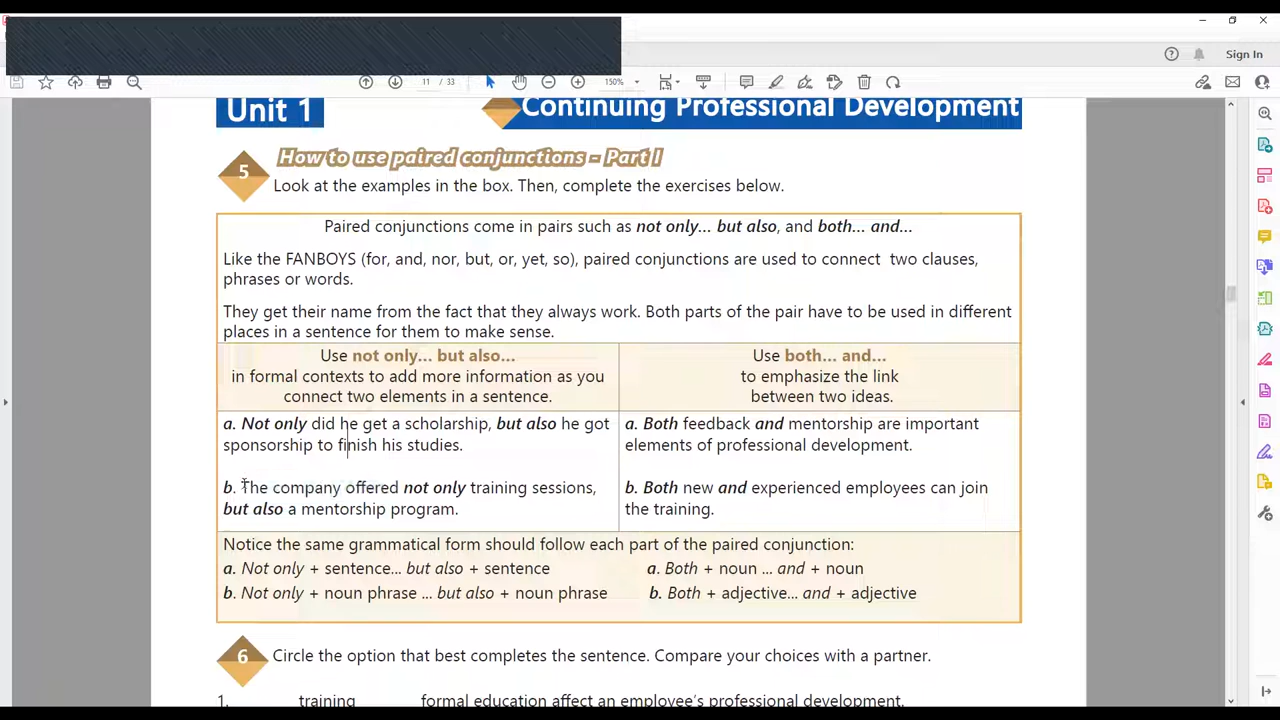 11 / 33
150%
Sign In
Unit 1
Continuing Professional Development
How to use paired conjunctions - Part I
5
Look at the examples in the box. Then, complete the exercises below.
Paired conjunctions come in pairs such as not only... but also, and both... and...
Like the FANBOYS (for, and, nor, but, or, yet, so), paired conjunctions are used to connect two clauses,
phrases or words.
They get their name from the fact that they always work. Both parts of the pair have to be used in different
places in a sentence for them to make sense.
Use not only... but also...
in formal contexts to add more information as you
connect two elements in a sentence.
Use both... and...
to emphasize the link
between two ideas.
a. Not only did he get a scholarship, but also he got
sponsorship to finish his studies.
b. The company offered not only training sessions,
but also a mentorship program.
a. Both feedback and mentorship are important
elements of professional development.
b. Both new and experienced employees can join
the training.
Notice the same grammatical form should follow each part of the paired conjunction:
a. Not only + sentence... but also + sentence
b. Not only + noun phrase ... but also + noun phrase
a. Both + noun ... and + noun
b. Both + adjective... and + adjective
6
Circle the option that best completes the sentence. Compare your choices with a partner.
1. training formal education affect an employee's professional development.